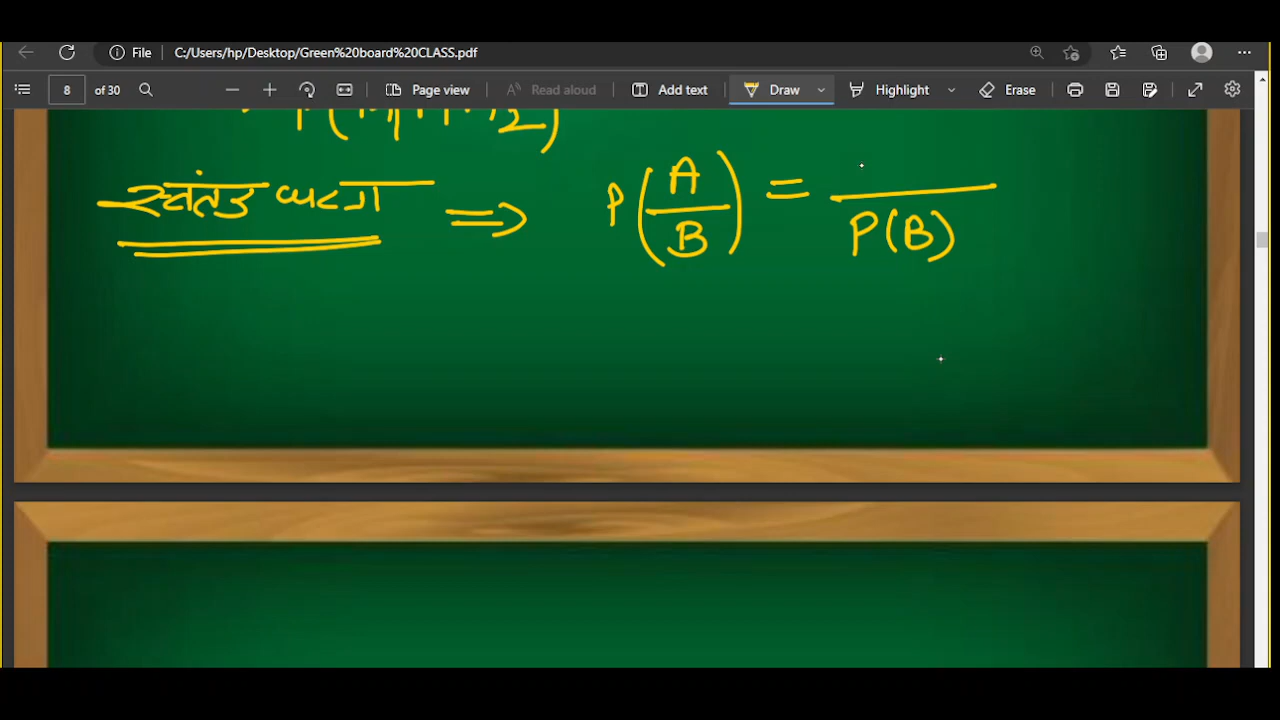 File C:/Users/hp/Desktop/Green%20board%20CLASS.pdf
8 of 30 Page view Read aloud Add text Draw Highlight Erase
स्वतंत्र घटना ⇒ P(A/B) = ― / P(B)